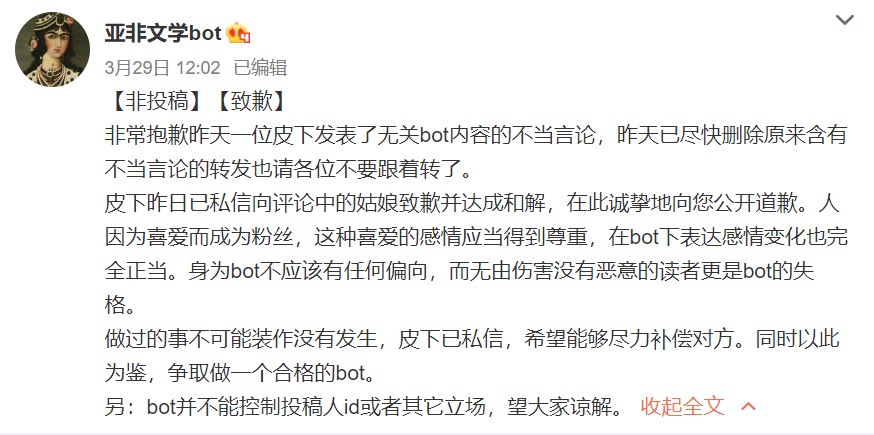 亚非文学bot
3月29日 12:02 已编辑
【非投稿】【致歉】
非常抱歉昨天一位皮下发表了无关bot内容的不当言论，昨天已尽快删除原来含有
不当言论的转发也请各位不要跟着转了。
皮下昨日已私信向评论中的姑娘致歉并达成和解，在此诚挚地向您公开道歉。人
因为喜爱而成为粉丝，这种喜爱的感情应当得到尊重，在bot下表达感情变化也完
全正当。身为bot不应该有任何偏向，而无由伤害没有恶意的读者更是bot的失
格。
做过的事不可能装作没有发生，皮下已私信，希望能够尽力补偿对方。同时以此
为鉴，争取做一个合格的bot。
另：bot并不能控制投稿人id或者其它立场，望大家谅解。 收起全文